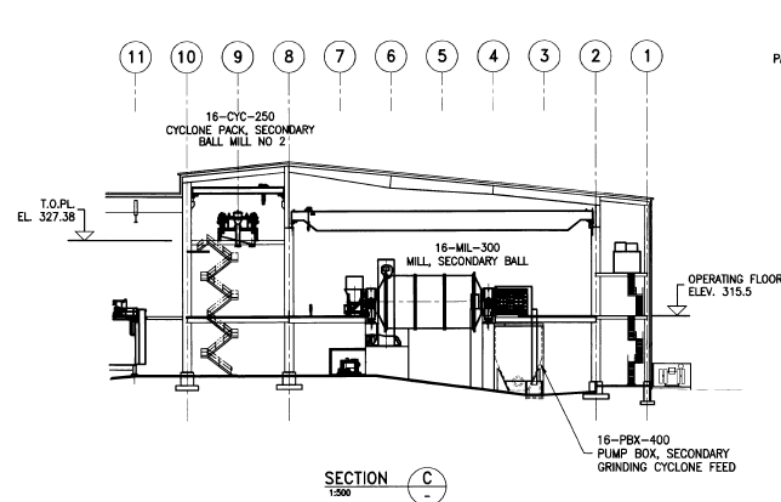 11 10 9 8 7 6 5 4 3 2 1
PA
16-CYC-250
CYCLONE PACK, SECONDARY
BALL MILL NO 2
T.O.PL.
EL. 327.38
16-MIL-300
MILL, SECONDARY BALL
OPERATING FLOOR
ELEV. 315.5
16-PBX-400
PUMP BOX, SECONDARY
GRINDING CYCLONE FEED
SECTION C
1:500 -